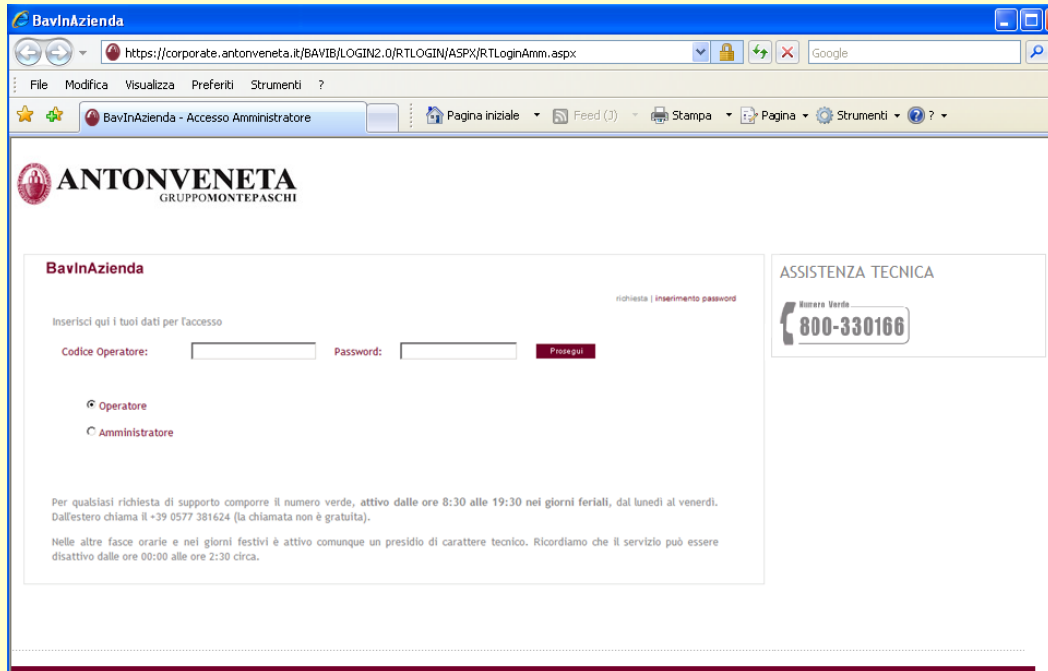 BavInAzienda
https://corporate.antonveneta.it/BAVIB/LOGIN2.0/RTLOGIN/ASPX/RTLoginAmm.aspx
Google
File Modifica Visualizza Preferiti Strumenti ?
BavInAzienda - Accesso Amministratore
Pagina iniziale Feed (J) Stampa Pagina Strumenti ?
ANTONVENETA
GRUPPOMONTEPASCHI
BavInAzienda
ASSISTENZA TECNICA
richiesta | inserimento password
Numero Verde
800-330166
Inserisci qui i tuoi dati per l'accesso
Codice Operatore: Password: Prosegui
Operatore
Amministratore
Per qualsiasi richiesta di supporto comporre il numero verde, attivo dalle ore 8:30 alle 19:30 nei giorni feriali, dal lunedì al venerdì.
Dall'estero chiama il +39 0577 381624 (la chiamata non è gratuita).
Nelle altre fasce orarie e nei giorni festivi è attivo comunque un presidio di carattere tecnico. Ricordiamo che il servizio può essere
disattivo dalle ore 00:00 alle ore 2:30 circa.